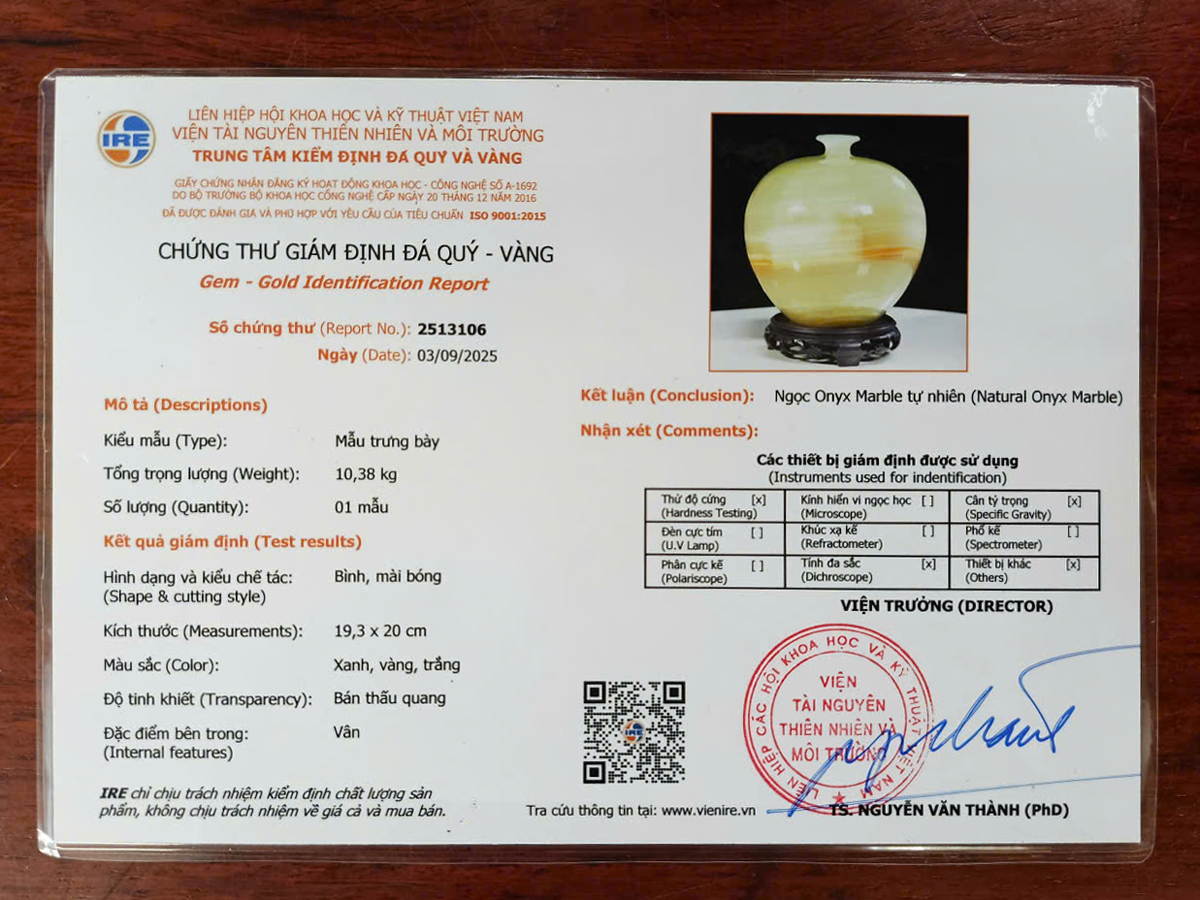 IRE
LIÊN HIỆP HỘI KHOA HỌC VÀ KỸ THUẬT VIỆT NAM
VIỆN TÀI NGUYÊN THIÊN NHIÊN VÀ MÔI TRƯỜNG
TRUNG TÂM KIỂM ĐỊNH ĐÁ QUÝ VÀ VÀNG
GIẤY CHỨNG NHẬN ĐĂNG KÝ HOẠT ĐỘNG KHOA HỌC - CÔNG NGHỆ SỐ A-1692
DO BỘ TRƯỞNG BỘ KHOA HỌC CÔNG NGHỆ CẤP NGÀY 20 THÁNG 12 NĂM 2016
ĐÃ ĐƯỢC ĐÁNH GIÁ VÀ PHÙ HỢP VỚI YÊU CẦU CỦA TIÊU CHUẨN ISO 9001:2015
CHỨNG THƯ GIÁM ĐỊNH ĐÁ QUÝ - VÀNG
Gem - Gold Identification Report
Số chứng thư (Report No.): 2513106
Ngày (Date): 03/09/2025
Mô tả (Descriptions)
Kiểu mẫu (Type): Mẫu trưng bày
Tổng trọng lượng (Weight): 10,38 kg
Số lượng (Quantity): 01 mẫu
Kết quả giám định (Test results)
Hình dạng và kiểu chế tác: Bình, mài bóng
(Shape & cutting style)
Kích thước (Measurements): 19,3 x 20 cm
Màu sắc (Color): Xanh, vàng, trắng
Độ tinh khiết (Transparency): Bán thấu quang
Đặc điểm bên trong: Vân
(Internal features)
IRE chỉ chịu trách nhiệm kiểm định chất lượng sản
phẩm, không chịu trách nhiệm về giá cả và mua bán.
Kết luận (Conclusion): Ngọc Onyx Marble tự nhiên (Natural Onyx Marble)
Nhận xét (Comments):
Các thiết bị giám định được sử dụng
(Instruments used for indentification)
Thử độ cứng [x] Kính hiển vi ngọc học [ ] Cân tỷ trọng [x]
(Hardness Testing) (Microscope) (Specific Gravity)
Đèn cực tím [ ] Khúc xạ kế [ ] Phổ kế [ ]
(U.V Lamp) (Refractometer) (Spectrometer)
Phân cực kế [ ] Tính đa sắc [x] Thiết bị khác [x]
(Polariscope) (Dichroscope) (Others)
VIỆN TRƯỞNG (DIRECTOR)
LIÊN HIỆP CÁC HỘI KHOA HỌC VÀ KỸ THUẬT VIỆT NAM
VIỆN
TÀI NGUYÊN
THIÊN NHIÊN VÀ
MÔI TRƯỜNG
IRE
Tra cứu thông tin tại: www.vienire.vn
TS. NGUYỄN VĂN THÀNH (PhD)